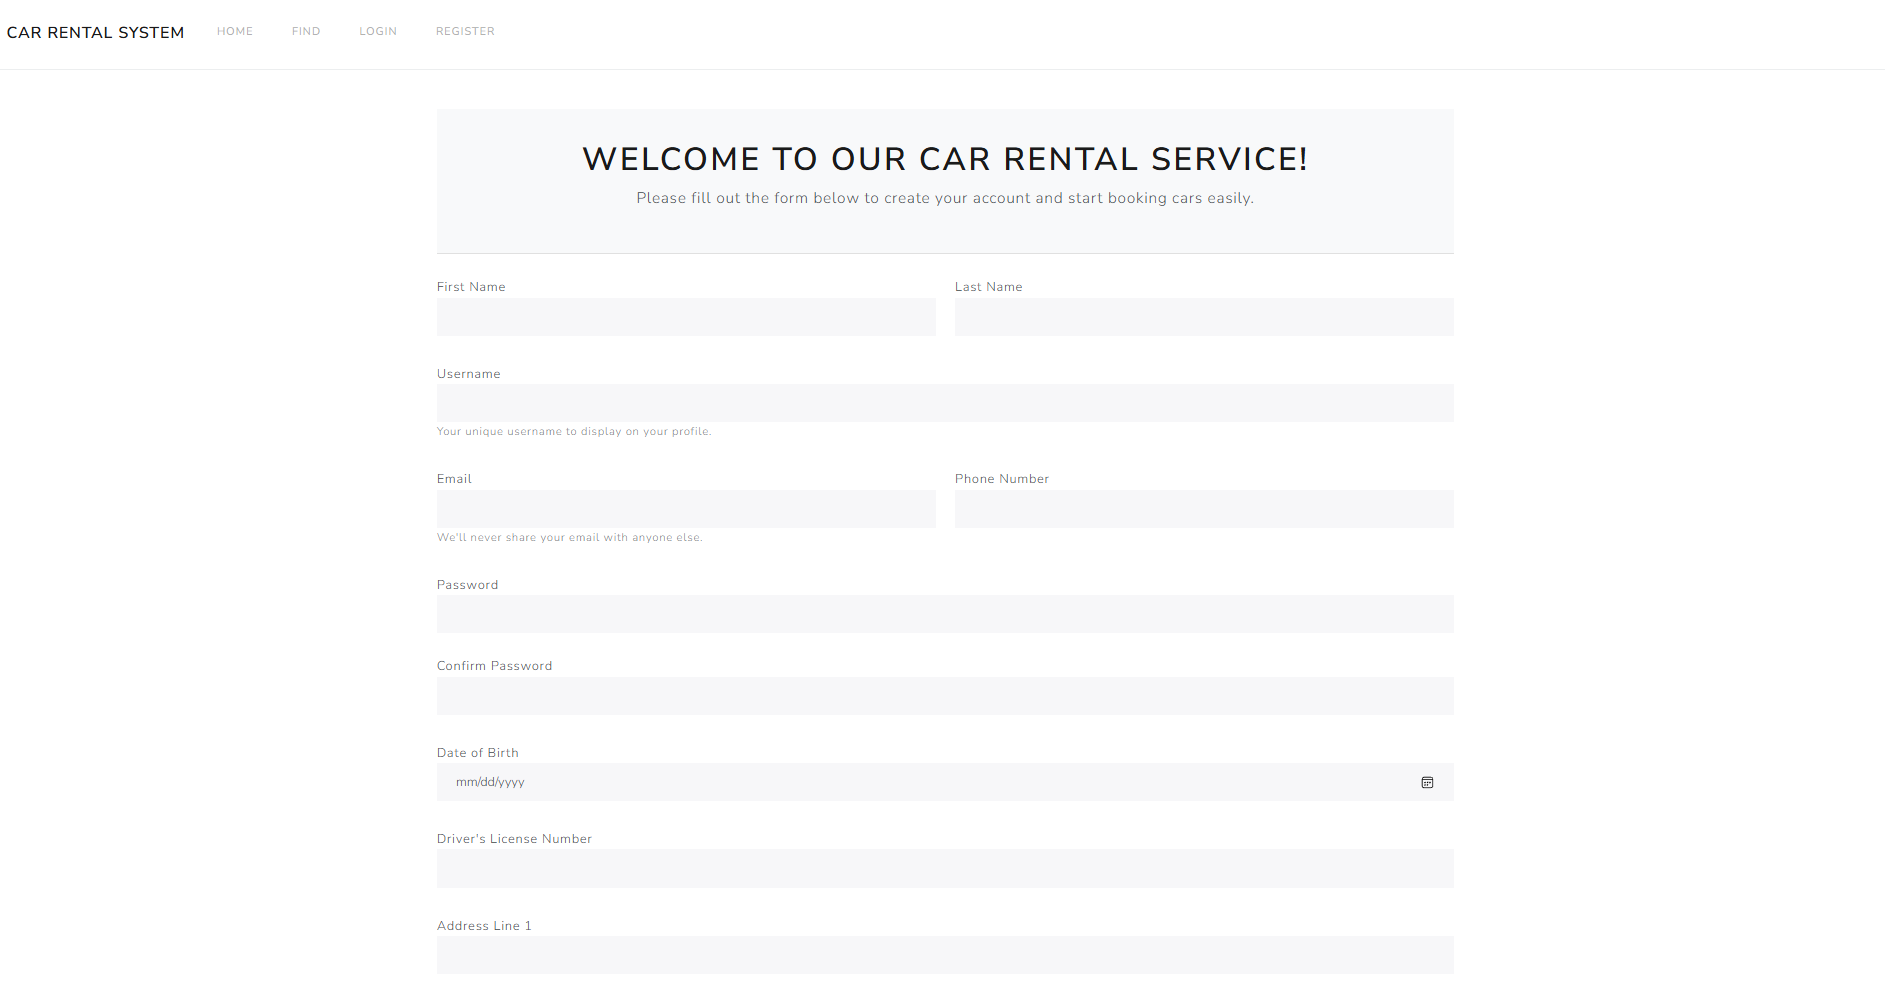 CAR RENTAL SYSTEM HOME FIND LOGIN REGISTER
WELCOME TO OUR CAR RENTAL SERVICE!
Please fill out the form below to create your account and start booking cars easily.
First Name Last Name
Username
Your unique username to display on your profile.
Email Phone Number
We'll never share your email with anyone else.
Password
Confirm Password
Date of Birth
mm/dd/yyyy
Driver's License Number
Address Line 1